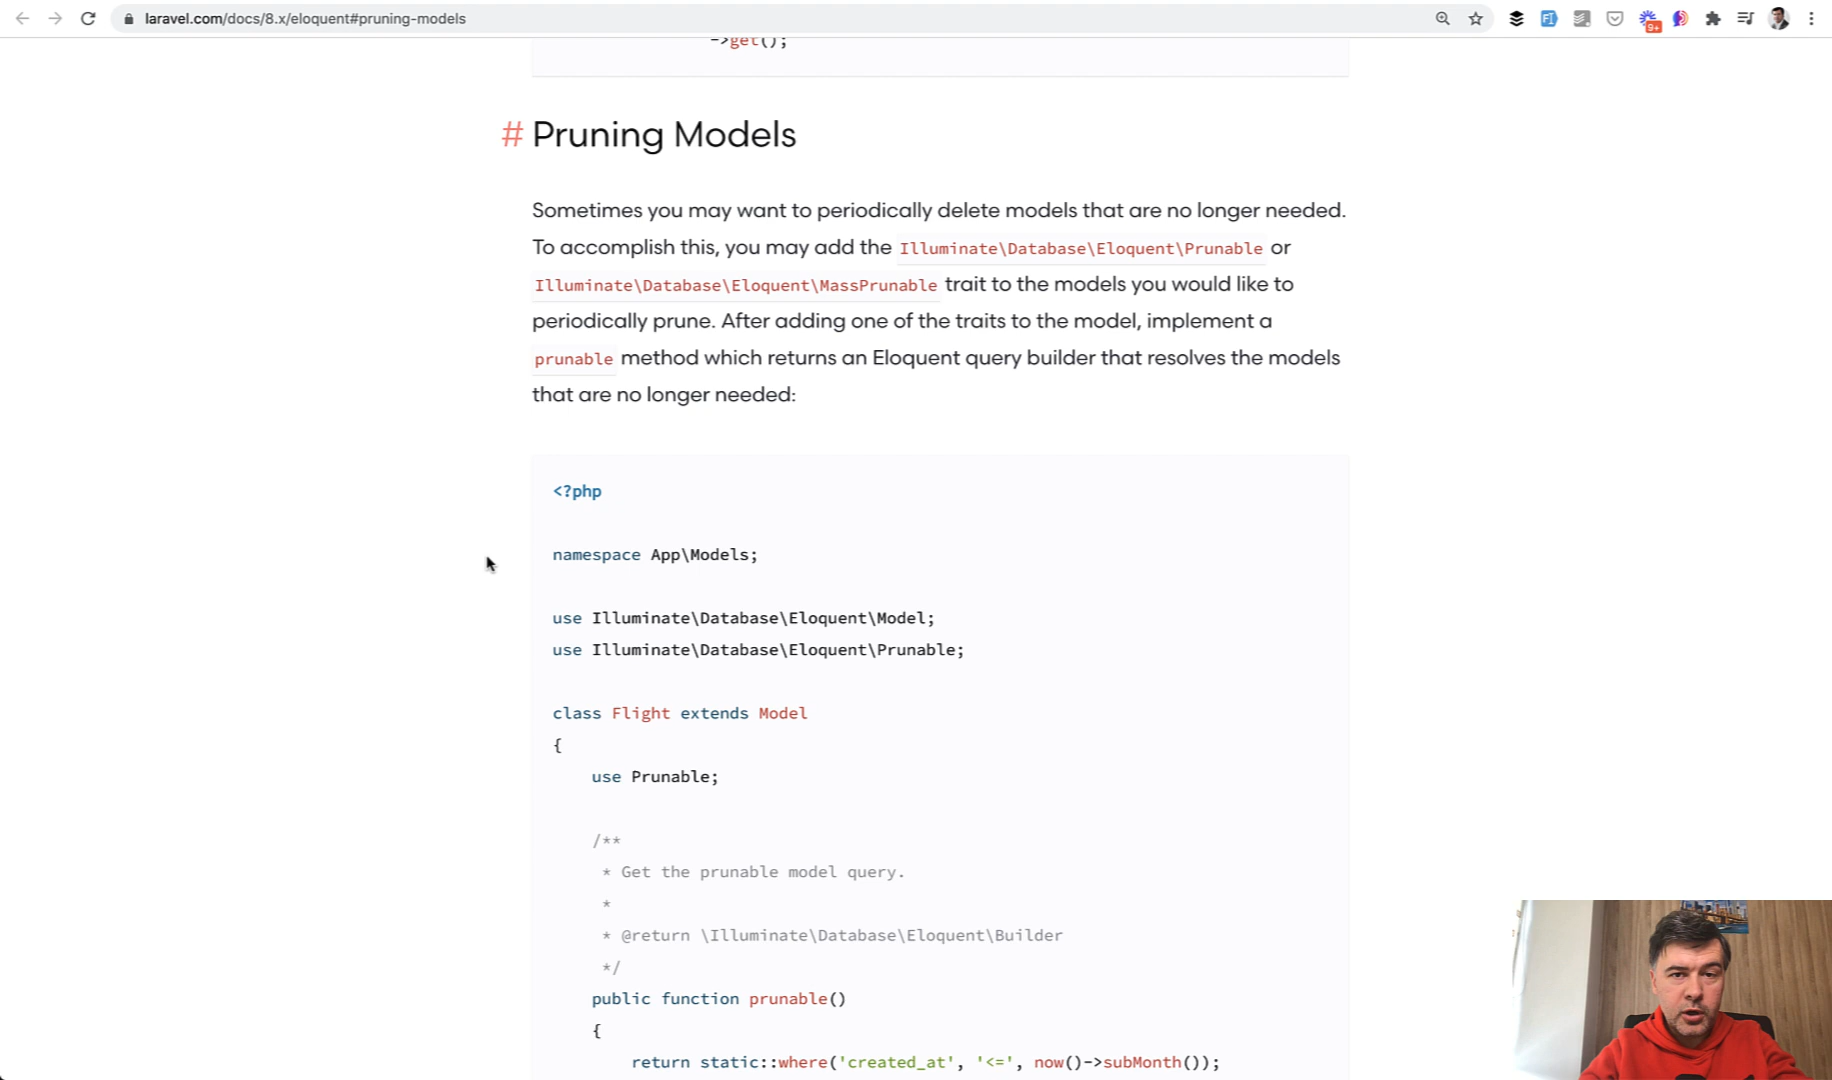 laravel.com/docs/8.x/eloquent#pruning-models
9+
->get();
# Pruning Models
Sometimes you may want to periodically delete models that are no longer needed.
To accomplish this, you may add the Illuminate\Database\Eloquent\Prunable or
Illuminate\Database\Eloquent\MassPrunable trait to the models you would like to
periodically prune. After adding one of the traits to the model, implement a
prunable method which returns an Eloquent query builder that resolves the models
that are no longer needed:
<?php
namespace App\Models;
use Illuminate\Database\Eloquent\Model;
use Illuminate\Database\Eloquent\Prunable;
class Flight extends Model
{
use Prunable;
/**
* Get the prunable model query.
*
* @return \Illuminate\Database\Eloquent\Builder
*/
public function prunable()
{
return static::where('created_at', '<=', now()->subMonth());